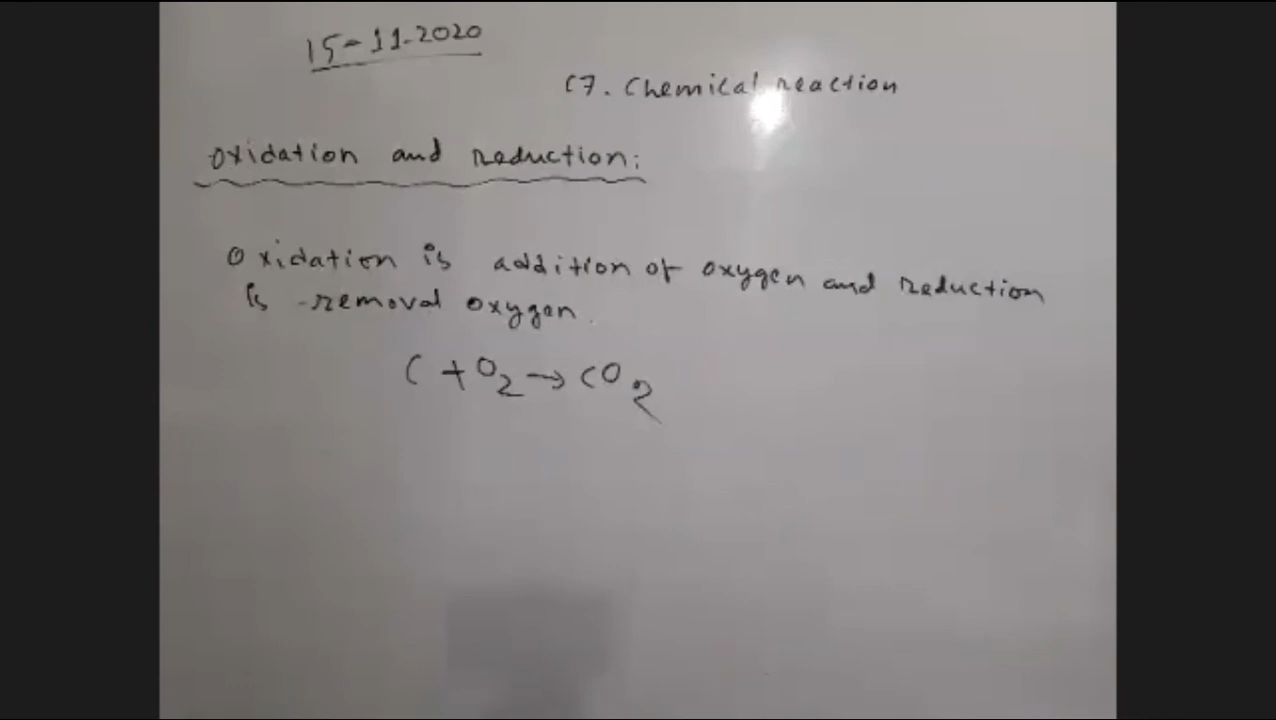 15-11-2020
C7. Chemical reaction
Oxidation and reduction:
Oxidation is addition of oxygen and reduction
is removal oxygen.
C + O₂ → CO₂